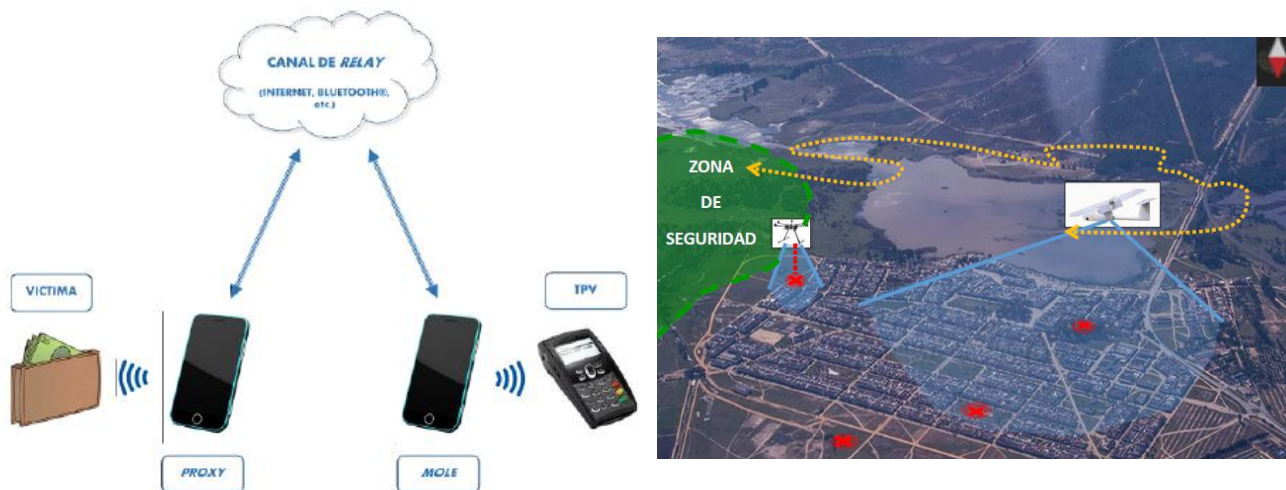 CANAL DE RELAY
(INTERNET, BLUETOOTH®,
etc.)
VICTIMA
TPV
PROXY
MOLE
ZONA
DE
SEGURIDAD